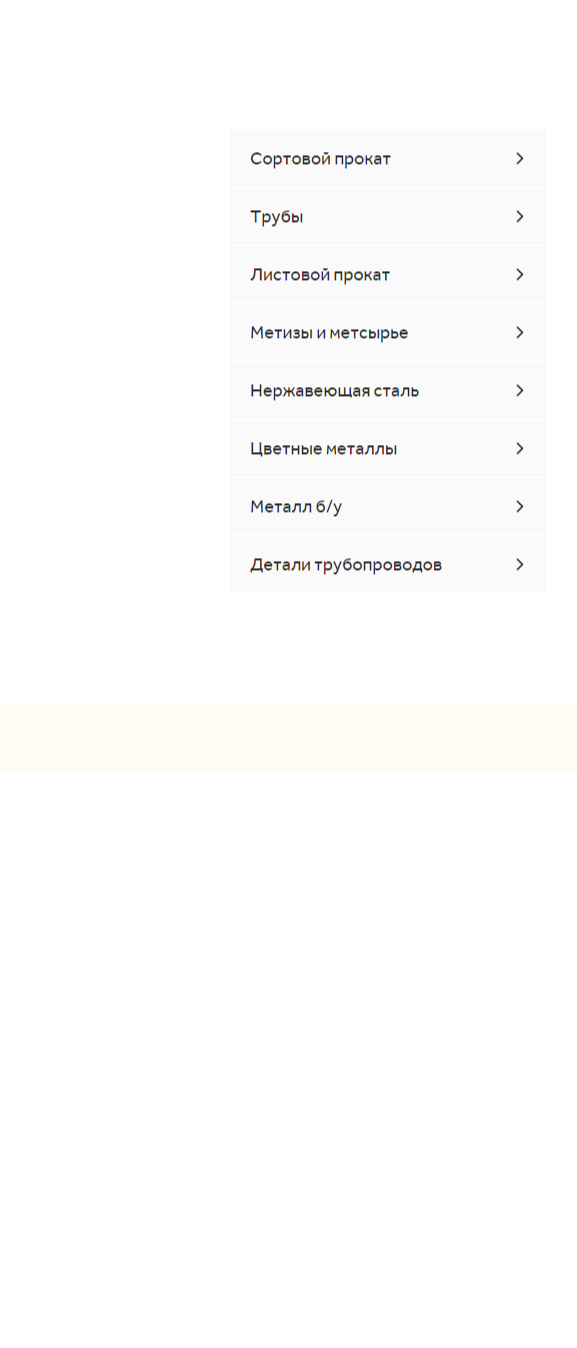 Сортовой прокат
Трубы
Листовой прокат
Метизы и метсырье
Нержавеющая сталь
Цветные металлы
Металл б/у
Детали трубопроводов